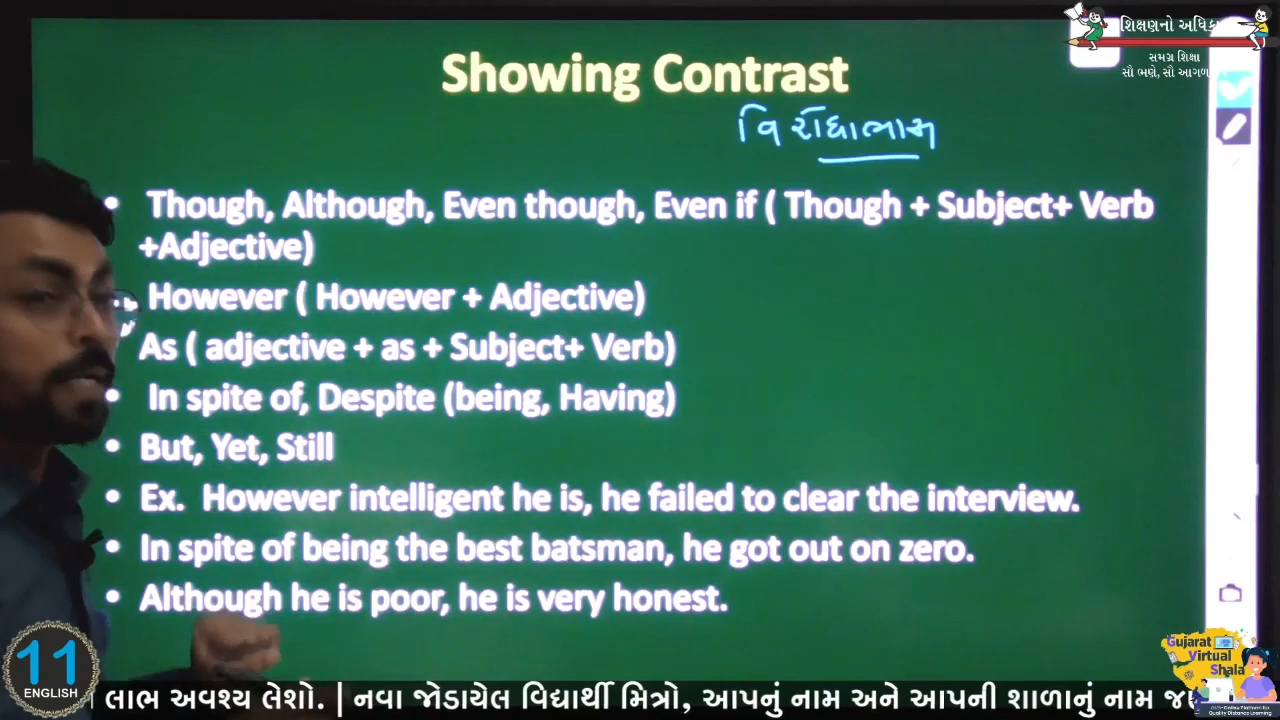 શિક્ષણનો
સમગ્ર શિક્ષા
સૌ ભણે, સૌ
Showing Contrast
વિરોધાભાસ
• Though, Although, Even though, Even if ( Though + Subject+ Verb
+Adjective)
However ( However + Adjective)
As ( adjective + as + Subject+ Verb)
• In spite of, Despite (being, Having)
• But, Yet, Still
• Ex. However intelligent he is, he failed to clear the interview.
• In spite of being the best batsman, he got out on zero.
• Although he is poor, he is very honest.
11
ENGLISH
Gujarat
Virtual
Shala
Quality Distance Learning
લાભ અવશ્ય લેશો. | નવા જોડાયેલ વિદ્યાર્થી મિત્રો, આપનું નામ અને આપની શાળાનું નામ